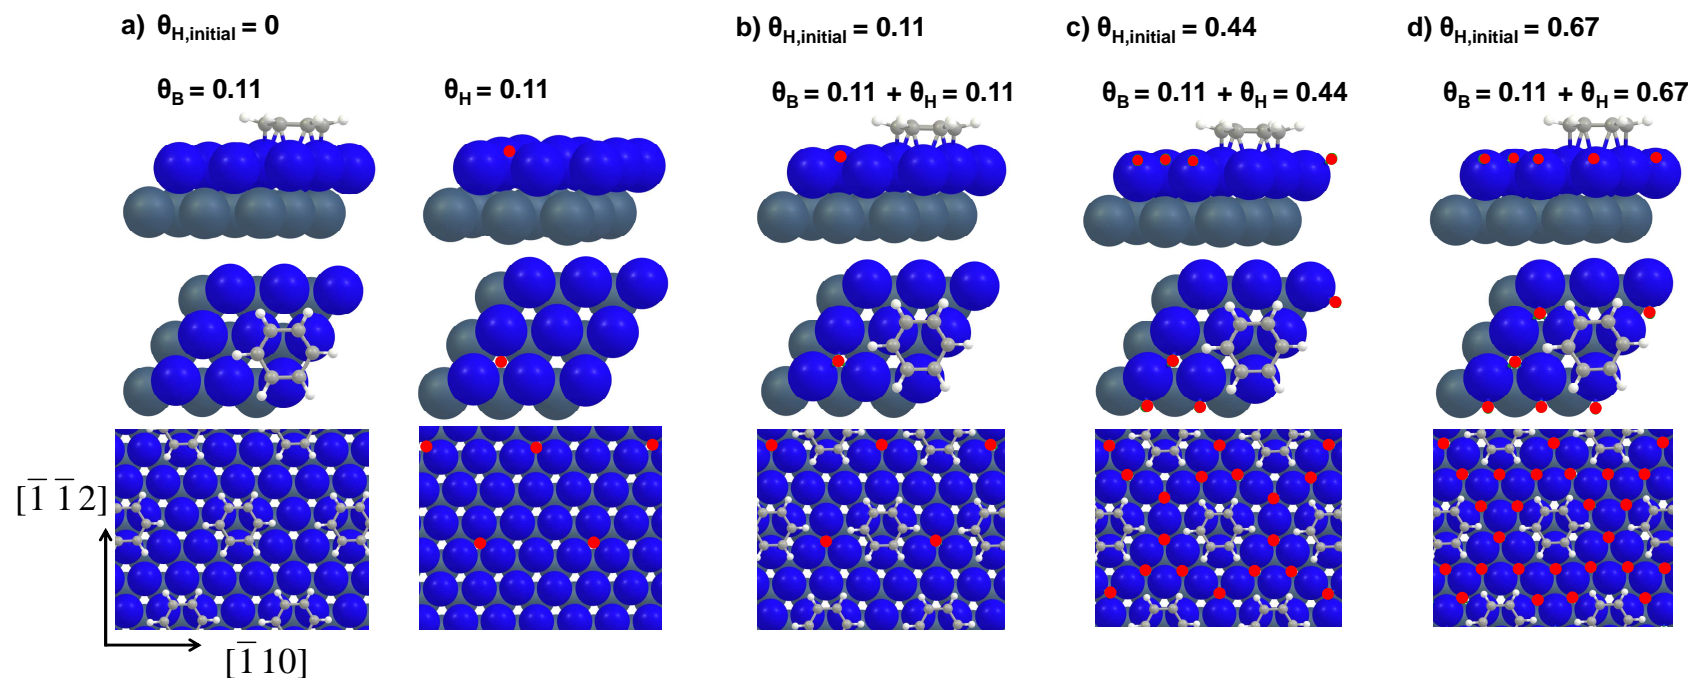 a) θH,initial = 0
b) θH,initial = 0.11
c) θH,initial = 0.44
d) θH,initial = 0.67
θB = 0.11
θH = 0.11
θB = 0.11 + θH = 0.11
θB = 0.11 + θH = 0.44
θB = 0.11 + θH = 0.67
[1̅ 1̅ 2]
[1̅ 10]